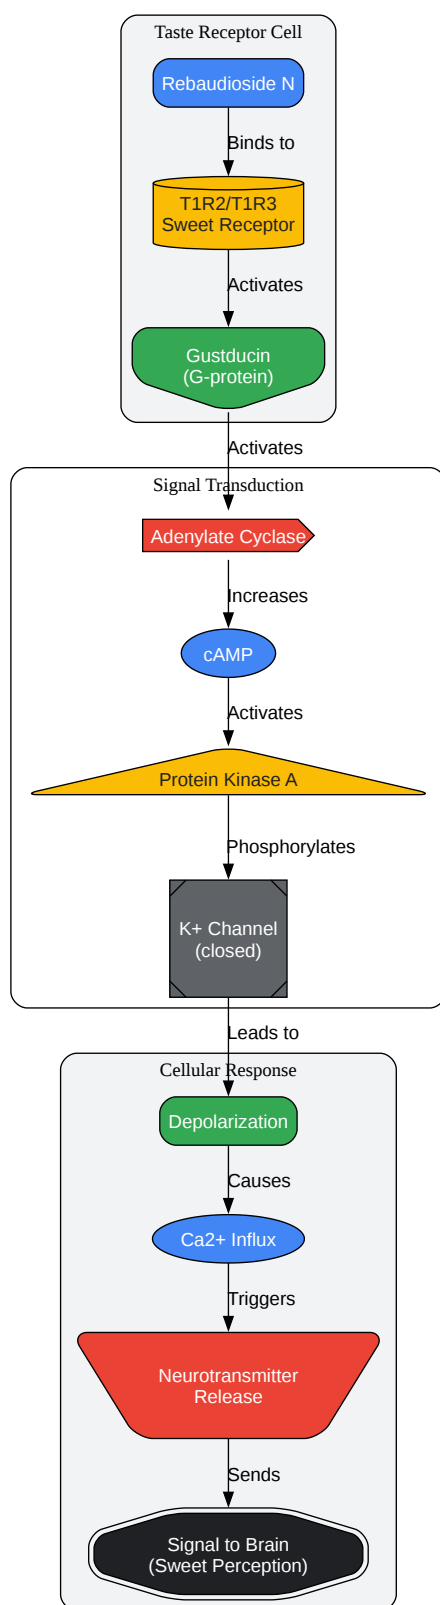 Taste Receptor Cell
Rebaudioside N
Binds to
T1R2/T1R3
Sweet Receptor
Activates
Gustducin
(G-protein)
Activates
Signal Transduction
Adenylate Cyclase
Increases
cAMP
Activates
Protein Kinase A
Phosphorylates
K+ Channel
(closed)
Leads to
Cellular Response
Depolarization
Causes
Ca2+ Influx
Triggers
Neurotransmitter
Release
Sends
Signal to Brain
(Sweet Perception)